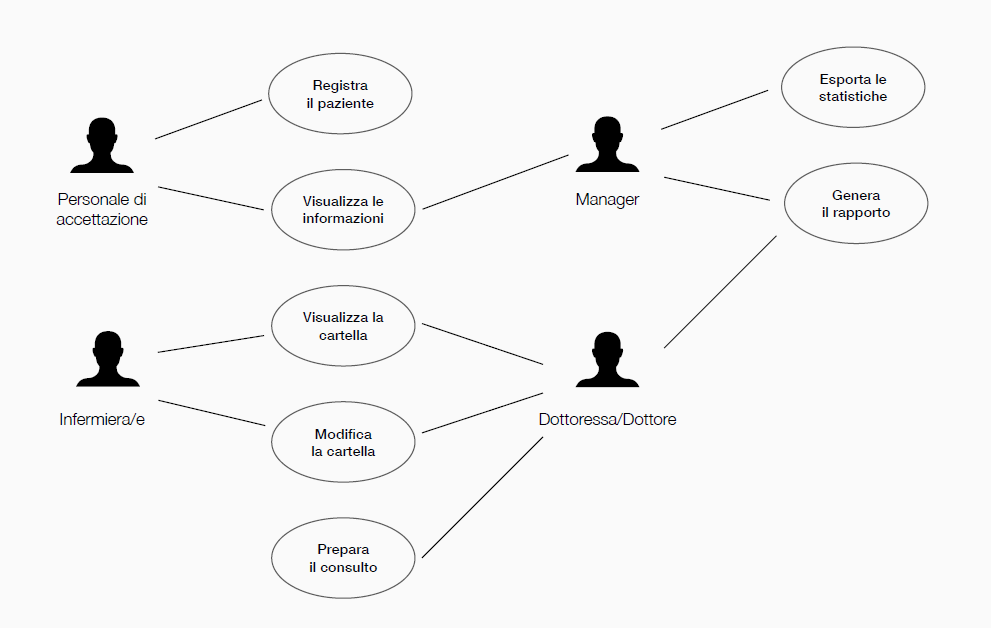 Registra
il paziente
Esporta le
statistiche
Personale di
accettazione
Visualizza le
informazioni
Manager
Genera
il rapporto
Visualizza la
cartella
Infermiera/e
Modifica
la cartella
Dottoressa/Dottore
Prepara
il consulto